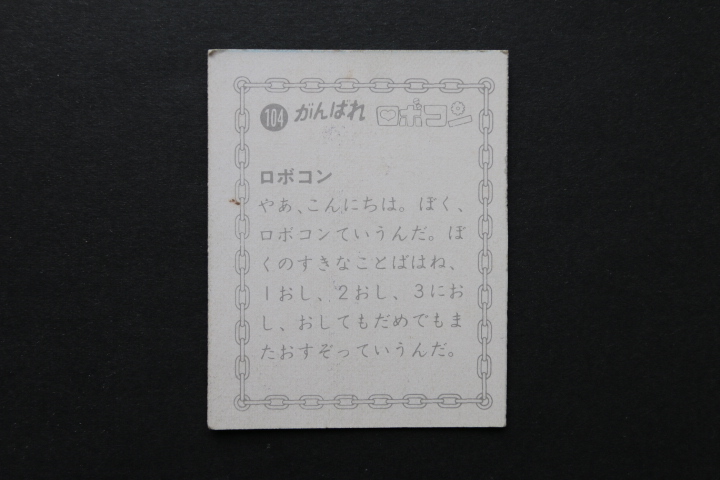 104 がんばれ ロボコン
ロボコン
やあ、こんにちは。ぼく、
ロボコンていうんだ。ぼ
くのすきなことばはね、
1おし、2おし、3にお
し、おしてもだめでもま
たおすぞっていうんだ。